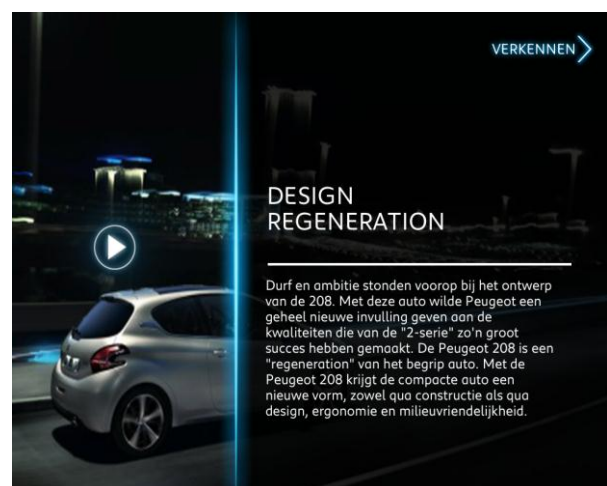 VERKENNEN
DESIGN
REGENERATION
Durf en ambitie stonden voorop bij het ontwerp
van de 208. Met deze auto wilde Peugeot een
geheel nieuwe invulling geven aan de
kwaliteiten die van de "2-serie" zo'n groot
succes hebben gemaakt. De Peugeot 208 is een
"regeneration" van het begrip auto. Met de
Peugeot 208 krijgt de compacte auto een
nieuwe vorm, zowel qua constructie als qua
design, ergonomie en milieuvriendelijkheid.